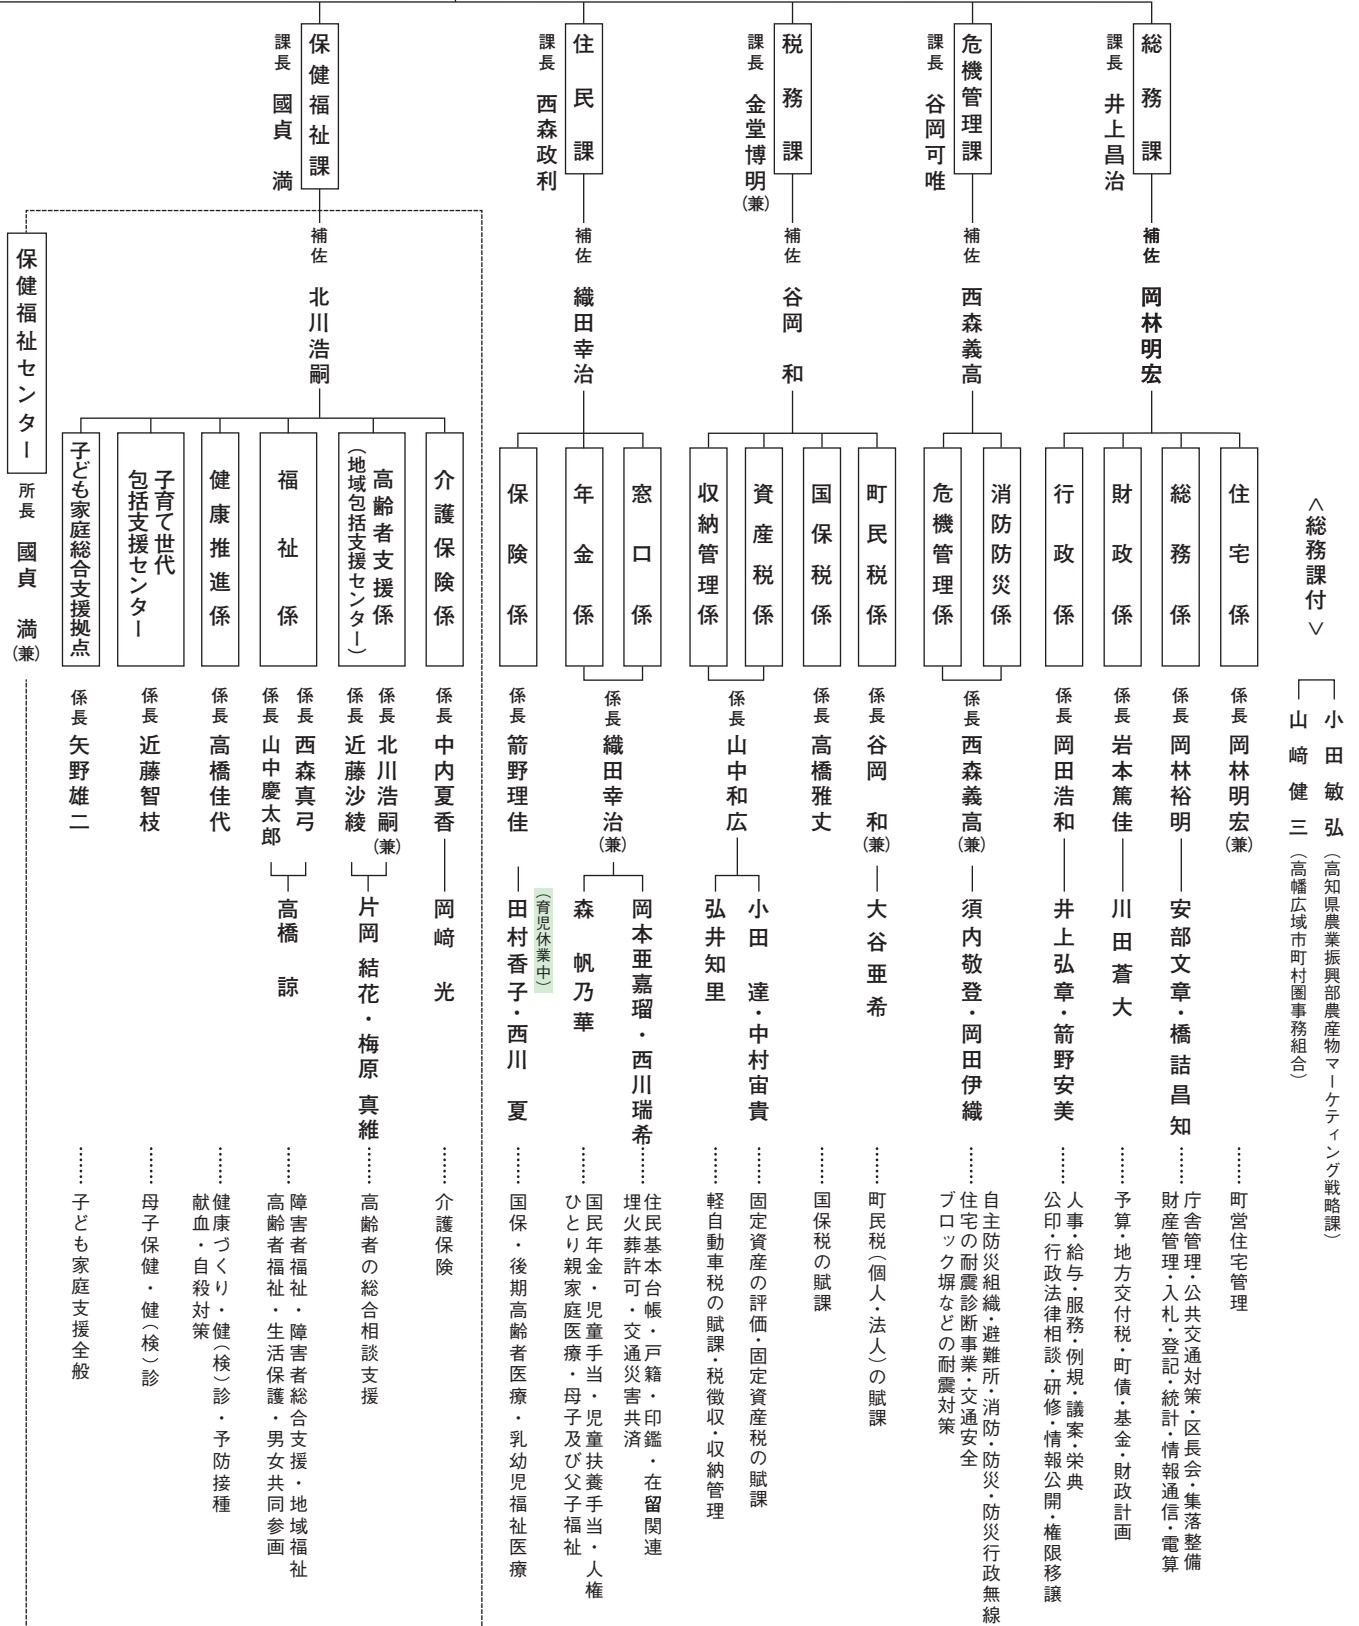 ＜総務課付＞
小田敏弘（高知県農業振興部農産物マーケティング戦略課）
山﨑健三（高幡広域市町村圏事務組合）
総務課
課長 井上昌治
補佐 岡林明宏
住宅係
係長 岡林明宏（兼）
……町営住宅管理
総務係
係長 岡林裕明
安部文章・橋詰昌知
……庁舎管理・公共交通対策・区長会・集落整備
財産管理・入札・登記・統計・情報通信・電算
財政係
係長 岩本篤佳
川田蒼大
……予算・地方交付税・町債・基金・財政計画
行政係
係長 岡田浩和
井上弘章・箭野安美
……人事・給与・服務・例規・議案・栄典
公印・行政法律相談・研修・情報公開・権限移譲
危機管理課
課長 谷岡可唯
補佐 西森義高
消防防災係
危機管理係
係長 西森義高（兼）
須内敬登・岡田伊織
……自主防災組織・避難所・消防・防災・防災行政無線
住宅の耐震診断事業・交通安全
ブロック塀などの耐震対策
税務課
課長 金堂博明（兼）
補佐 谷岡 和
町民税係
係長 谷岡 和（兼）
大谷亜希
……町民税（個人・法人）の賦課
国保税係
係長 高橋雅丈
……国保税の賦課
資産税係
収納管理係
係長 山中和広
小田 達・中村宙貴
……固定資産の評価・固定資産税の賦課
弘井知里
……軽自動車税の賦課・税徴収・収納管理
住民課
課長 西森政利
補佐 織田幸治
窓口係
年金係
係長 織田幸治（兼）
岡本亜嘉瑠・西川瑞希
……住民基本台帳・戸籍・印鑑・在留関連
埋火葬許可・交通災害共済
森 帆乃華
……国民年金・児童手当・児童扶養手当・人権
ひとり親家庭医療・母子及び父子福祉
保険係
係長 箭野理佳
（育児休業中）
田村香子・西川 夏
……国保・後期高齢者医療・乳幼児福祉医療
保健福祉課
課長 國貞 満
補佐 北川浩嗣
介護保険係
係長 中内夏香
岡﨑 光
……介護保険
高齢者支援係
（地域包括支援センター）
係長 北川浩嗣（兼）
係長 近藤沙綾
片岡 結花・梅原 真維
……高齢者の総合相談支援
福祉係
係長 西森真弓
係長 山中慶太郎
高橋 諒
……障害者福祉・障害者総合支援・地域福祉
高齢者福祉・生活保護・男女共同参画
健康推進係
係長 高橋佳代
……健康づくり・健（検）診・予防接種
献血・自殺対策
子育て世代
包括支援センター
係長 近藤智枝
……母子保健・健（検）診
子ども家庭総合支援拠点
係長 矢野雄二
……子ども家庭支援全般
保健福祉センター
所長 國貞 満（兼）